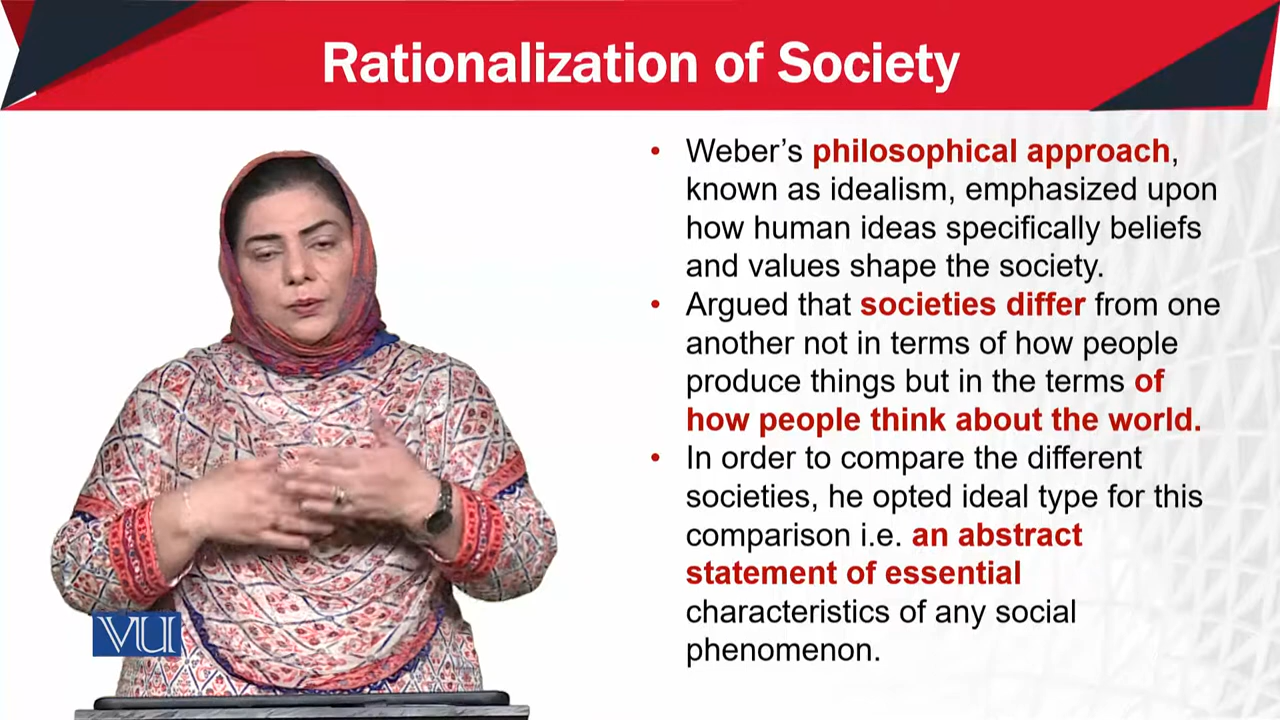 Rationalization of Society
• Weber’s philosophical approach,
known as idealism, emphasized upon
how human ideas specifically beliefs
and values shape the society.
• Argued that societies differ from one
another not in terms of how people
produce things but in the terms of
how people think about the world.
• In order to compare the different
societies, he opted ideal type for this
comparison i.e. an abstract
statement of essential
characteristics of any social
phenomenon.
VU